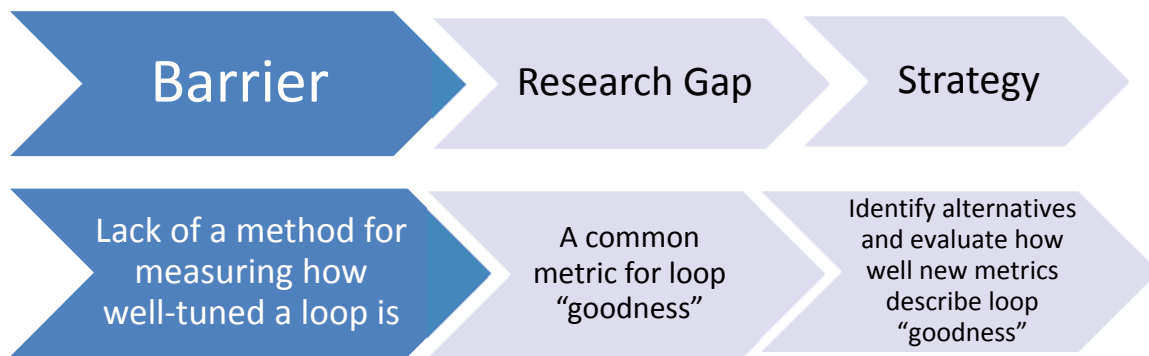 Barrier
Research Gap
Strategy
Lack of a method for
measuring how
well-tuned a loop is
A common
metric for loop
“goodness”
Identify alternatives
and evaluate how
well new metrics
describe loop
“goodness”